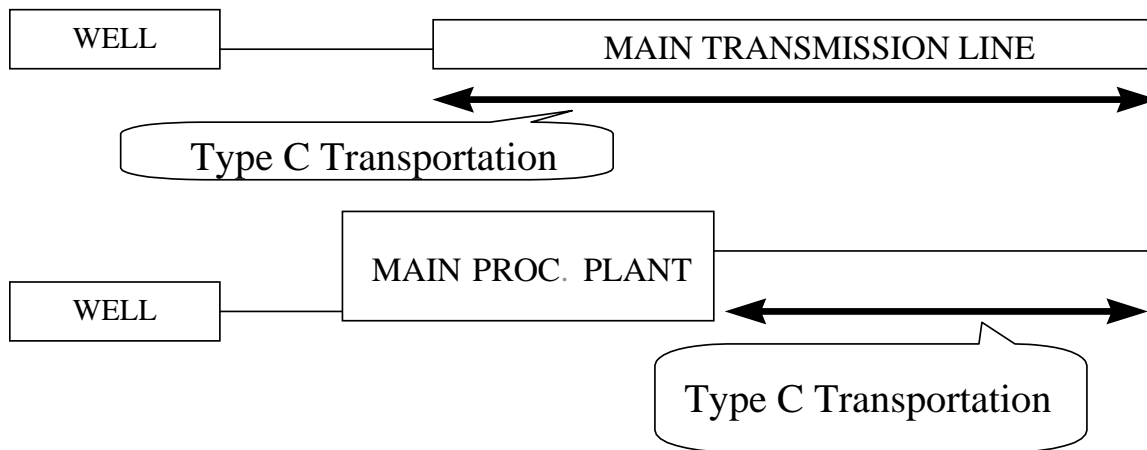 WELL
MAIN TRANSMISSION LINE
Type C Transportation
MAIN PROC. PLANT
WELL
Type C Transportation